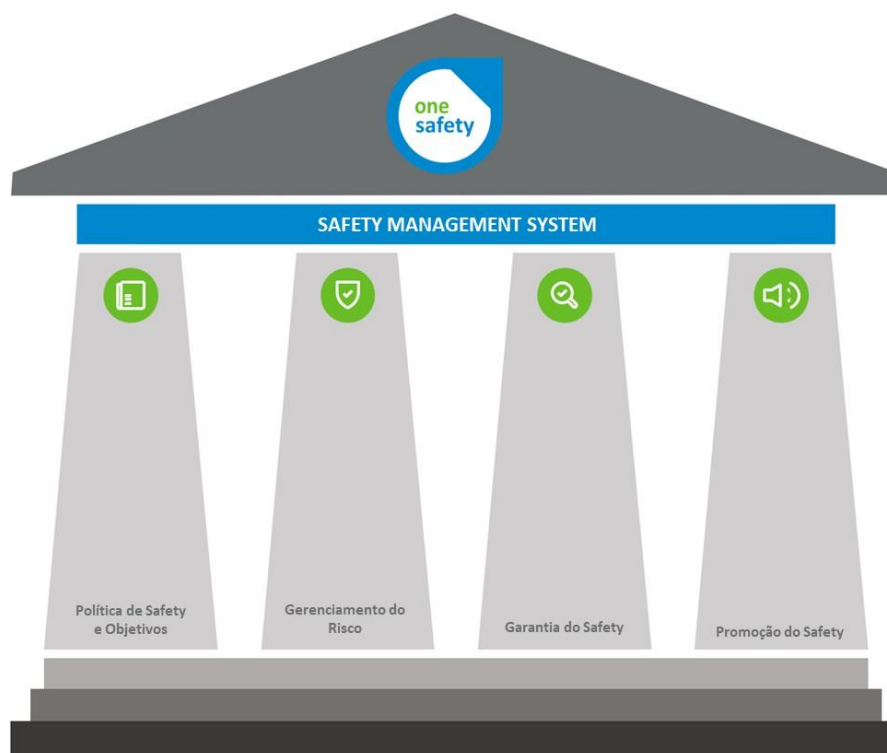 one
safety
SAFETY MANAGEMENT SYSTEM
Política de Safety
e Objetivos
Gerenciamento do
Risco
Garantia do Safety
Promoção do Safety